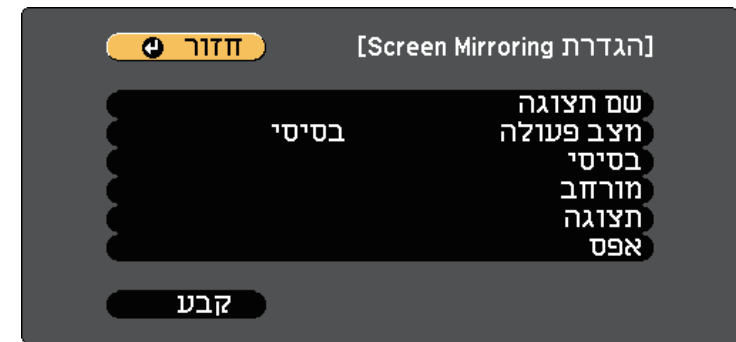 [הגדרת Screen Mirroring] חזור
שם תצוגה
מצב פעולה בסיסי
בסיסי
מורחב
תצוגה
אפס
קבע